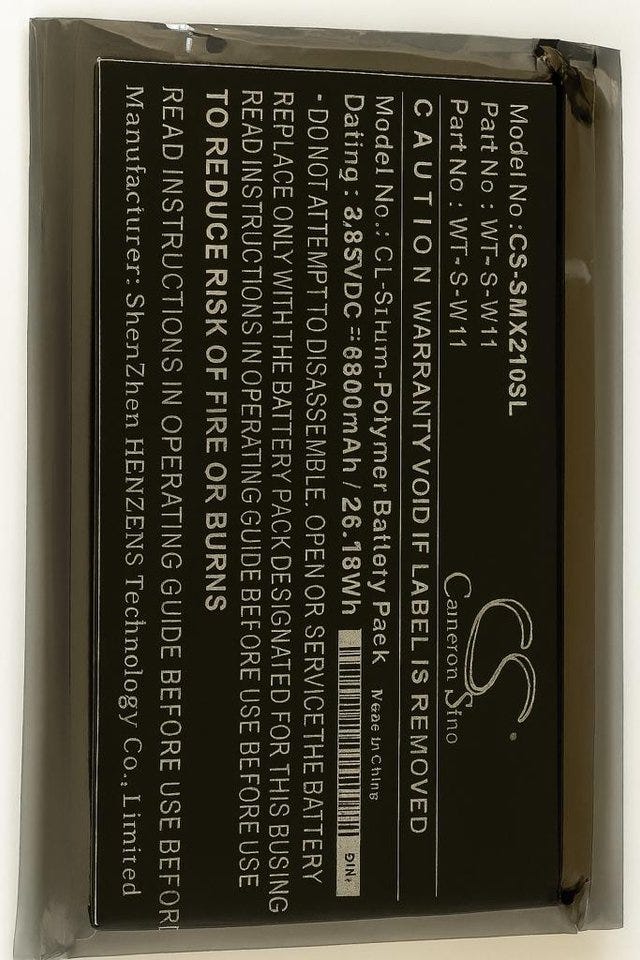 Model No.:CS-SMX210SL
Part No : WT-S-W11
Part No : WT-S-W11
Cameron Sino
CAUTION WARRANTY VOID IF LABEL IS REMOVED
Model No.: CL-SIHum-Polymer Battety Paek
Dating : 3,85VDC = 6800mAh / 26.18Wh
- DO NOT ATTEMPT TO DISASSEMBLE, OPEN OR SERVICE THE BATTERY
REPLACE ONLY WITH THE BATTERY PACK DESIGNATED FOR THIS BUSING
READ INSTRUCTIONS IN OPERATING GUIDE BEFORE USE BEFORE USE
TO REDUCE RISK OF FIRE OR BURNS
READ INSTRUCTIONS IN OPERATING GUIDE BEFORE USE BEFOR
Manufacturer: ShenZhen HENZENS Technology Co., Limited